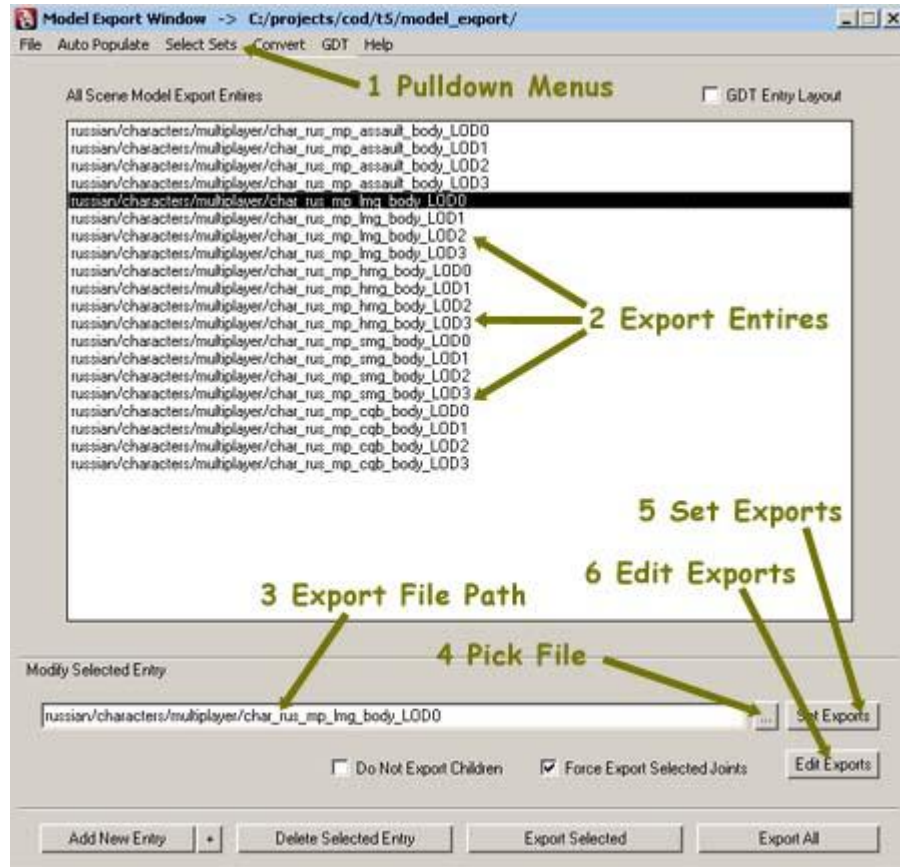 Model Export Window -> C:/projects/cod/t5/model_export/
File Auto Populate Select Sets Convert GDT Help
1 Pulldown Menus
All Scene Model Export Entires
GDT Entry Layout
russian/characters/multiplayer/char_rus_mp_assault_body_LOD0
russian/characters/multiplayer/char_rus_mp_assault_body_LOD1
russian/characters/multiplayer/char_rus_mp_assault_body_LOD2
russian/characters/multiplayer/char_rus_mp_assault_body_LOD3
russian/characters/multiplayer/char_rus_mp_lmg_body_LOD0
russian/characters/multiplayer/char_rus_mp_lmg_body_LOD1
russian/characters/multiplayer/char_rus_mp_lmg_body_LOD2
russian/characters/multiplayer/char_rus_mp_lmg_body_LOD3
russian/characters/multiplayer/char_rus_mp_hmg_body_LOD0
russian/characters/multiplayer/char_rus_mp_hmg_body_LOD1
russian/characters/multiplayer/char_rus_mp_hmg_body_LOD2
russian/characters/multiplayer/char_rus_mp_hmg_body_LOD3
2 Export Entires
russian/characters/multiplayer/char_rus_mp_smg_body_LOD0
russian/characters/multiplayer/char_rus_mp_smg_body_LOD1
russian/characters/multiplayer/char_rus_mp_smg_body_LOD2
russian/characters/multiplayer/char_rus_mp_smg_body_LOD3
russian/characters/multiplayer/char_rus_mp_cqb_body_LOD0
russian/characters/multiplayer/char_rus_mp_cqb_body_LOD1
russian/characters/multiplayer/char_rus_mp_cqb_body_LOD2
russian/characters/multiplayer/char_rus_mp_cqb_body_LOD3
5 Set Exports
6 Edit Exports
3 Export File Path
4 Pick File
Modify Selected Entry
russian/characters/multiplayer/char_rus_mp_lmg_body_LOD0
...
Set Exports
Do Not Export Children
Force Export Selected Joints
Edit Exports
Add New Entry + Delete Selected Entry Export Selected Export All